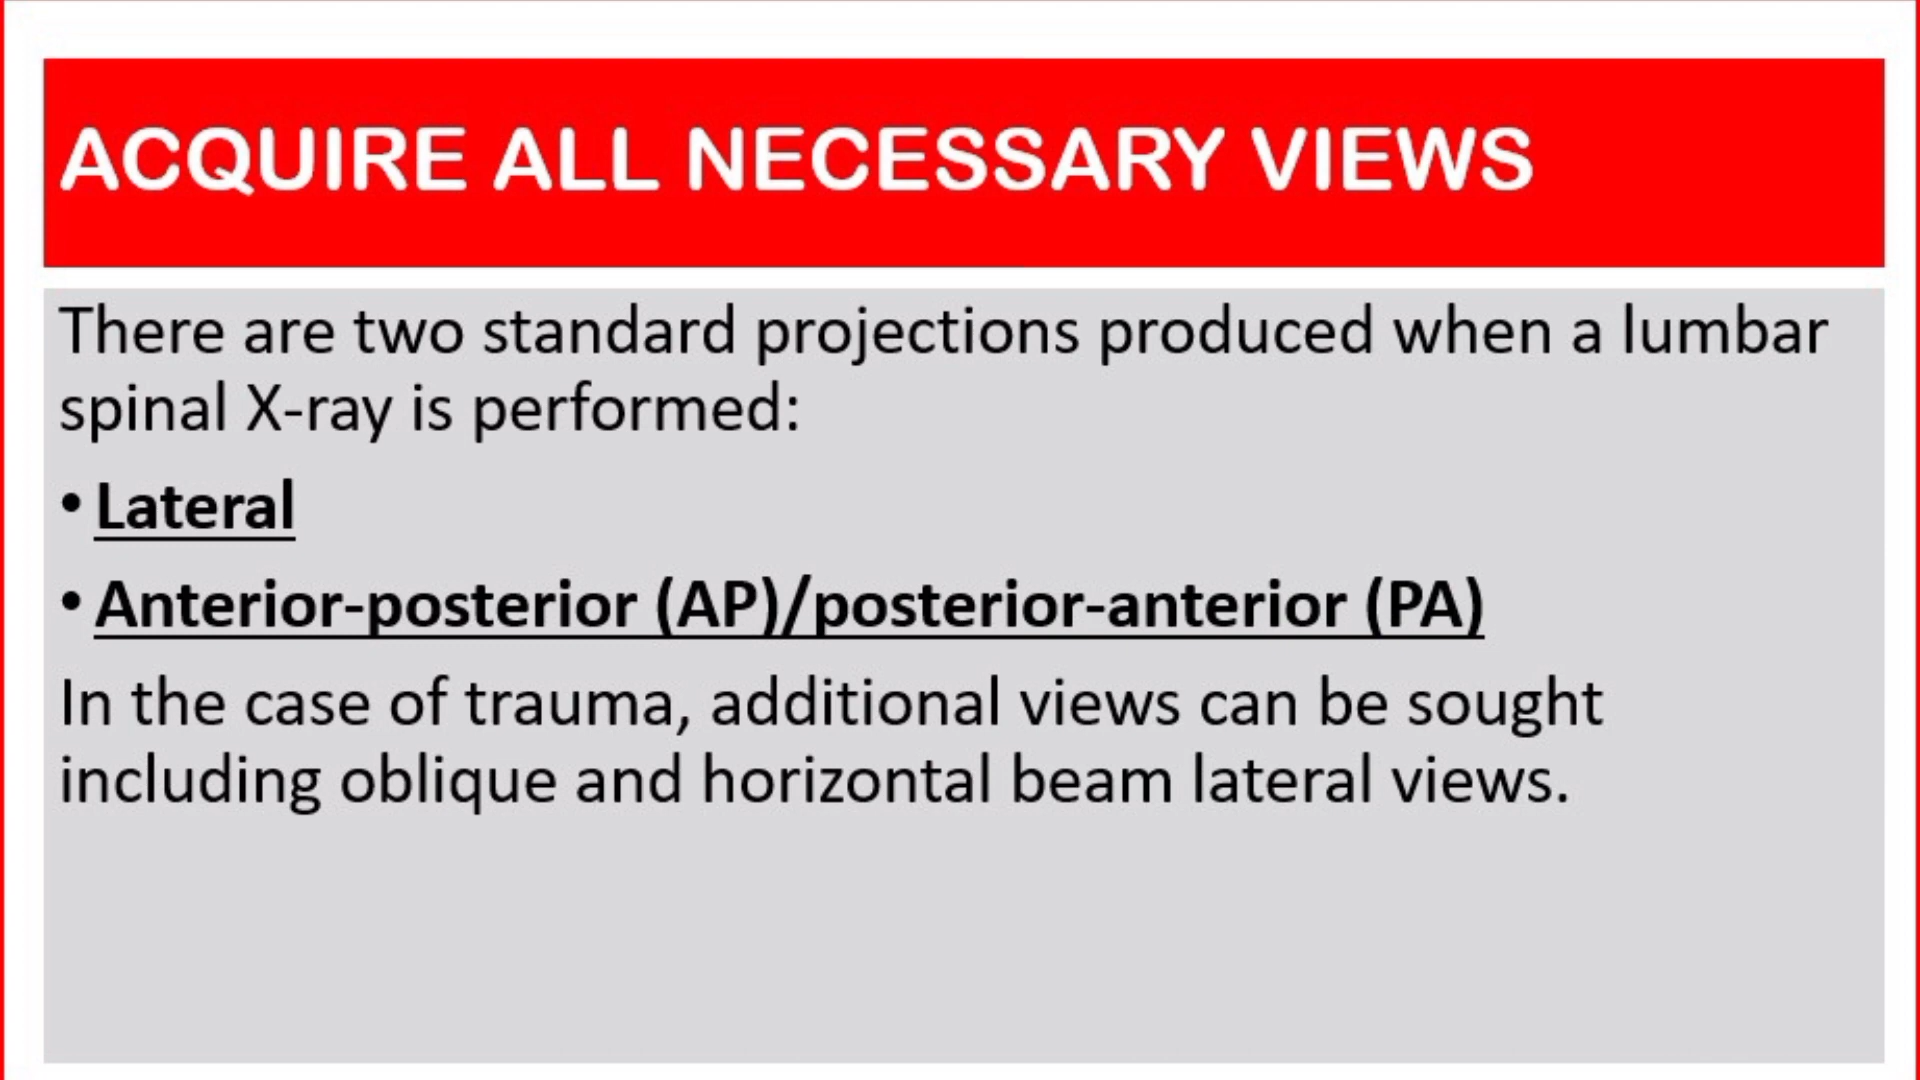 ACQUIRE ALL NECESSARY VIEWS
There are two standard projections produced when a lumbar
spinal X-ray is performed:
• Lateral
• Anterior-posterior (AP)/posterior-anterior (PA)
In the case of trauma, additional views can be sought
including oblique and horizontal beam lateral views.